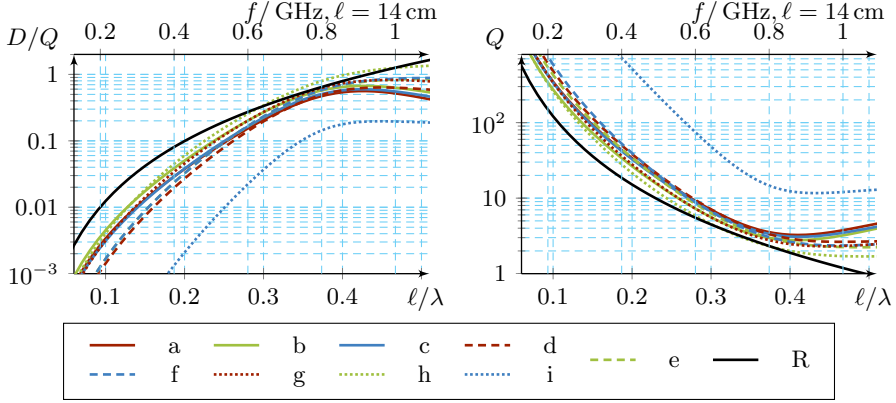 f/ GHz, ℓ = 14 cm
D/Q
0.2 0.4 0.6 0.8 1
1
0.1
0.01
10⁻³
0.1 0.2 0.3 0.4 ℓ/λ
f/ GHz, ℓ = 14 cm
Q
0.2 0.4 0.6 0.8 1
10²
10
1
0.1 0.2 0.3 0.4 ℓ/λ
a b c d e R
f g h i